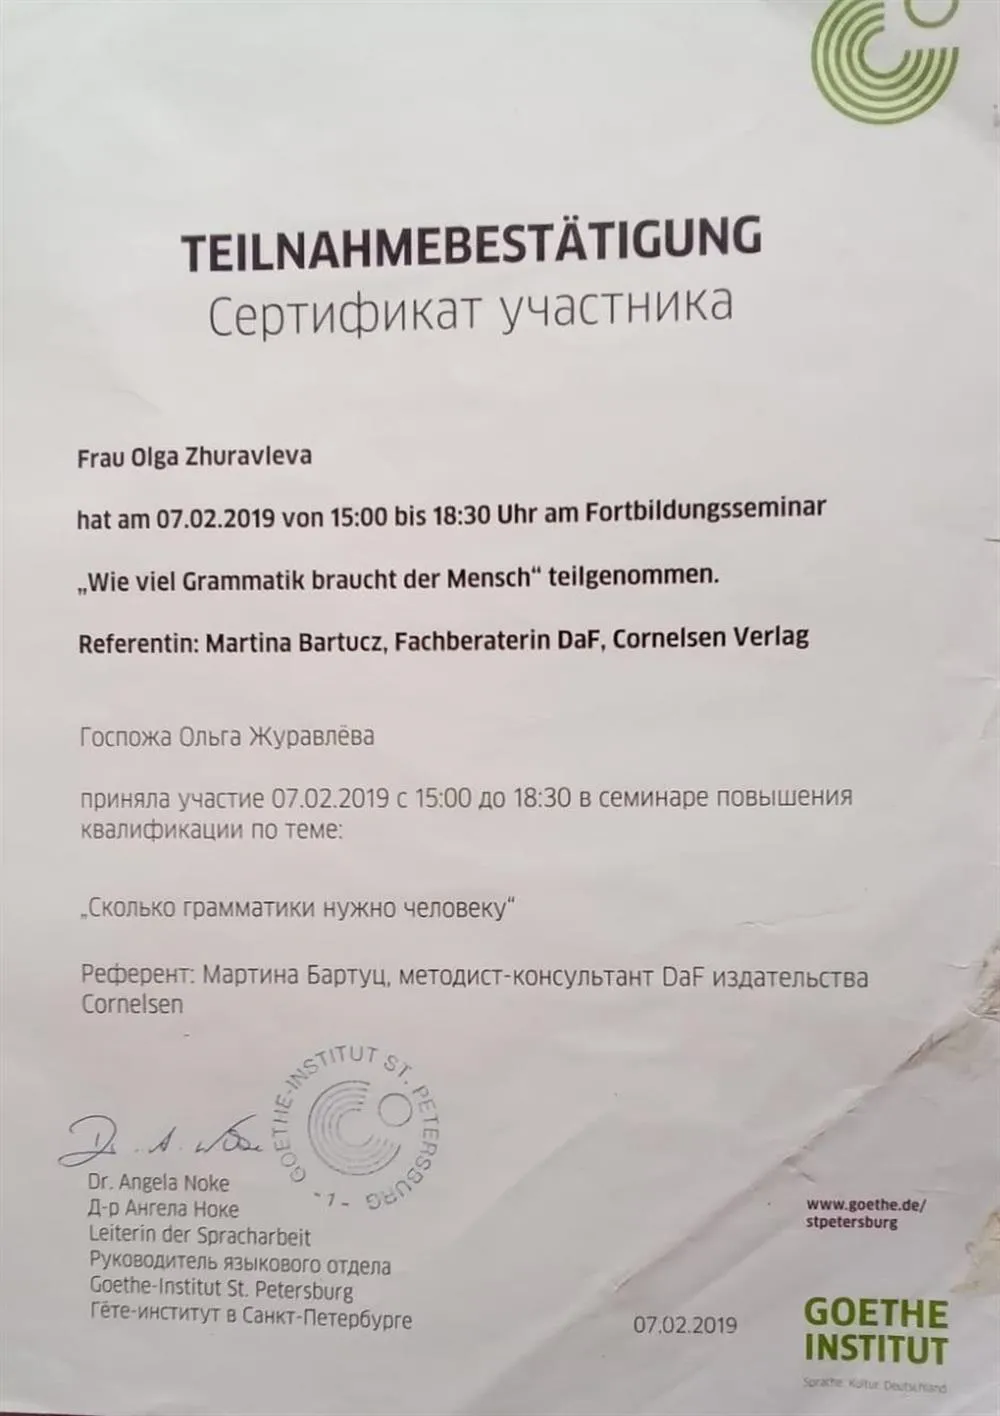 TEILNAHMEBESTÄTIGUNG
Сертификат участника
Frau Olga Zhuravleva
hat am 07.02.2019 von 15:00 bis 18:30 Uhr am Fortbildungsseminar
„Wie viel Grammatik braucht der Mensch“ teilgenommen.
Referentin: Martina Bartucz, Fachberaterin DaF, Cornelsen Verlag
Госпожа Ольга Журавлёва
приняла участие 07.02.2019 с 15:00 до 18:30 в семинаре повышения
квалификации по теме:
„Сколько грамматики нужно человеку“
Референт: Мартина Бартуц, методист-консультант DaF издательства
Cornelsen
GOETHE-INSTITUT ST. PETERSBURG
-1-
Dr. A. Noke
Dr. Angela Noke
Д-р Ангела Ноке
Leiterin der Spracharbeit
Руководитель языкового отдела
Goethe-Institut St. Petersburg
Гёте-институт в Санкт-Петербурге
07.02.2019
www.goethe.de/
stpetersburg
GOETHE
INSTITUT
Sprache. Kultur. Deutschland.